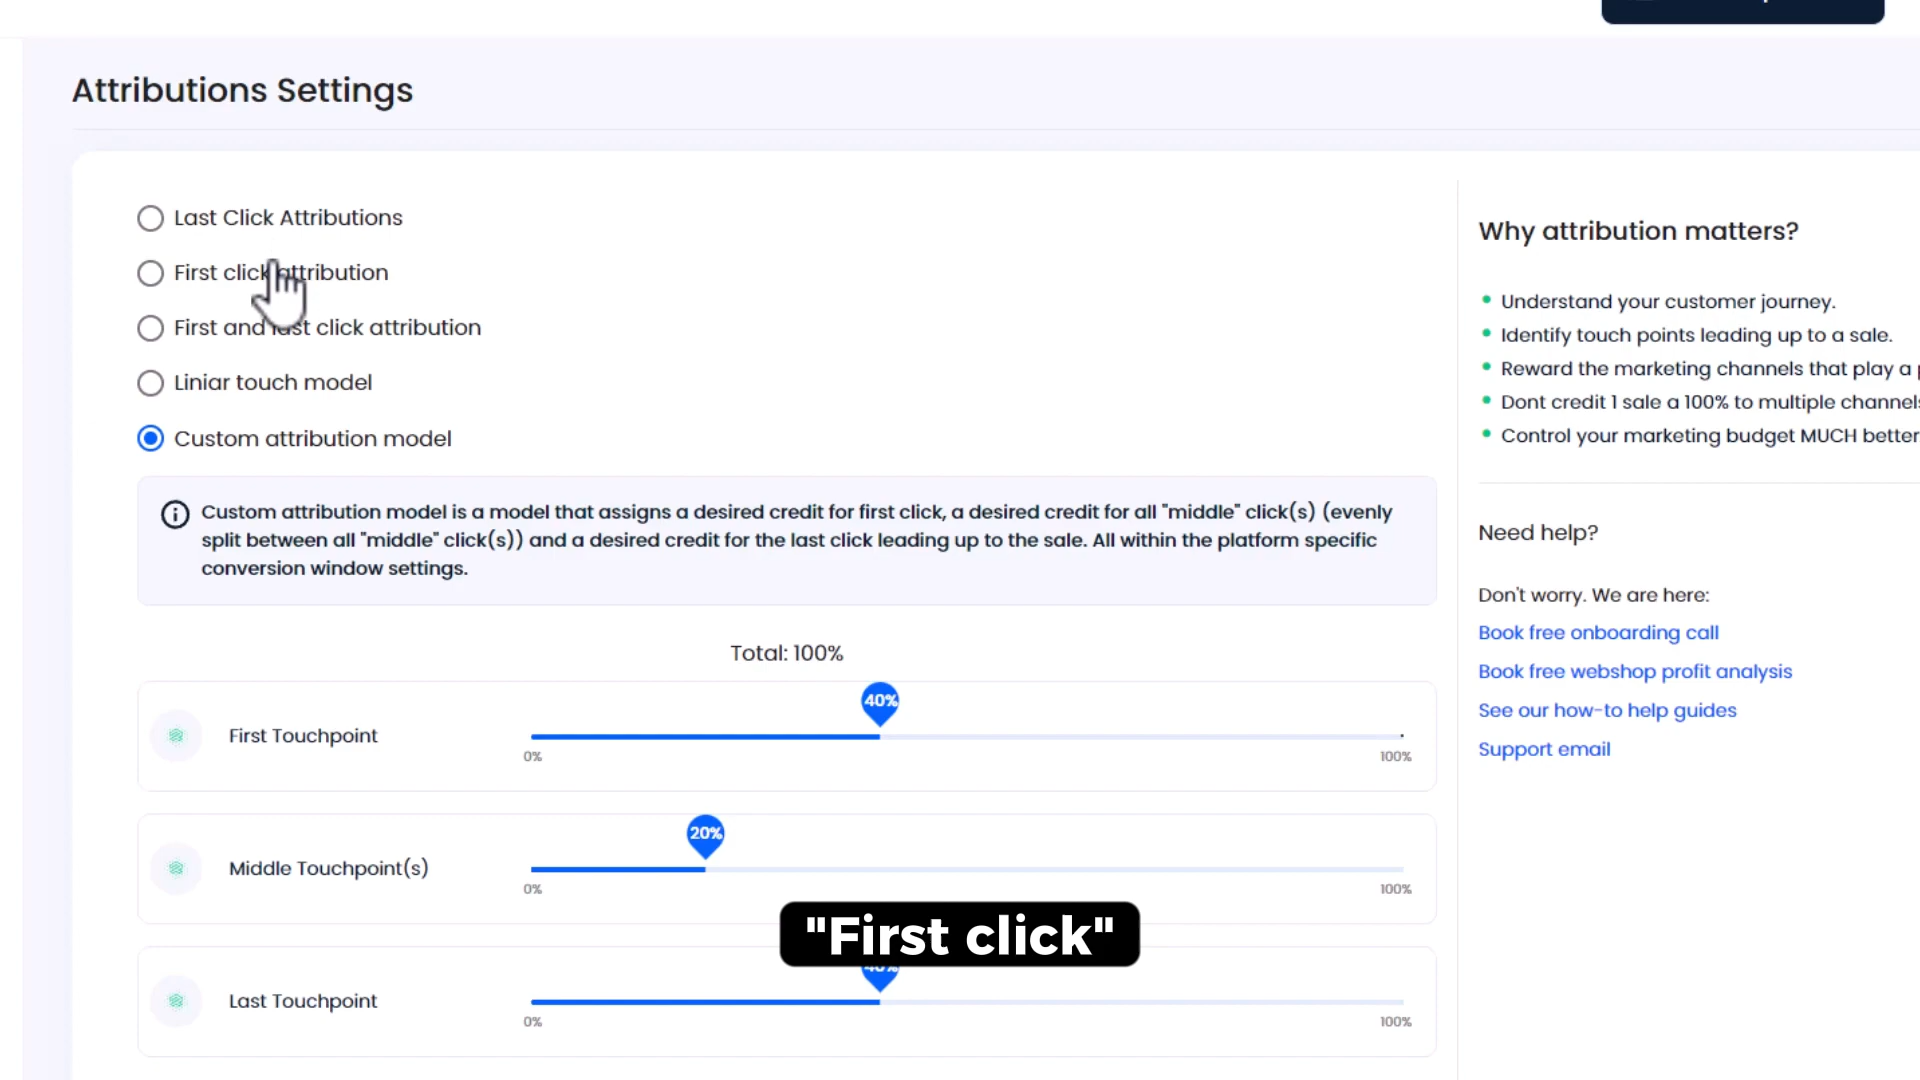 Attributions Settings
Last Click Attributions
First click attribution
First and last click attribution
Liniar touch model
Custom attribution model
Custom attribution model is a model that assigns a desired credit for first click, a desired credit for all "middle" click(s) (evenly
split between all "middle" click(s)) and a desired credit for the last click leading up to the sale. All within the platform specific
conversion window settings.
Total: 100%
40%
First Touchpoint
0%
100%
20%
Middle Touchpoint(s)
0%
100%
"First click"
40%
Last Touchpoint
0%
100%
Why attribution matters?
Understand your customer journey.
Identify touch points leading up to a sale.
Reward the marketing channels that play a
Dont credit 1 sale a 100% to multiple channels
Control your marketing budget MUCH better
Need help?
Don't worry. We are here:
Book free onboarding call
Book free webshop profit analysis
See our how-to help guides
Support email